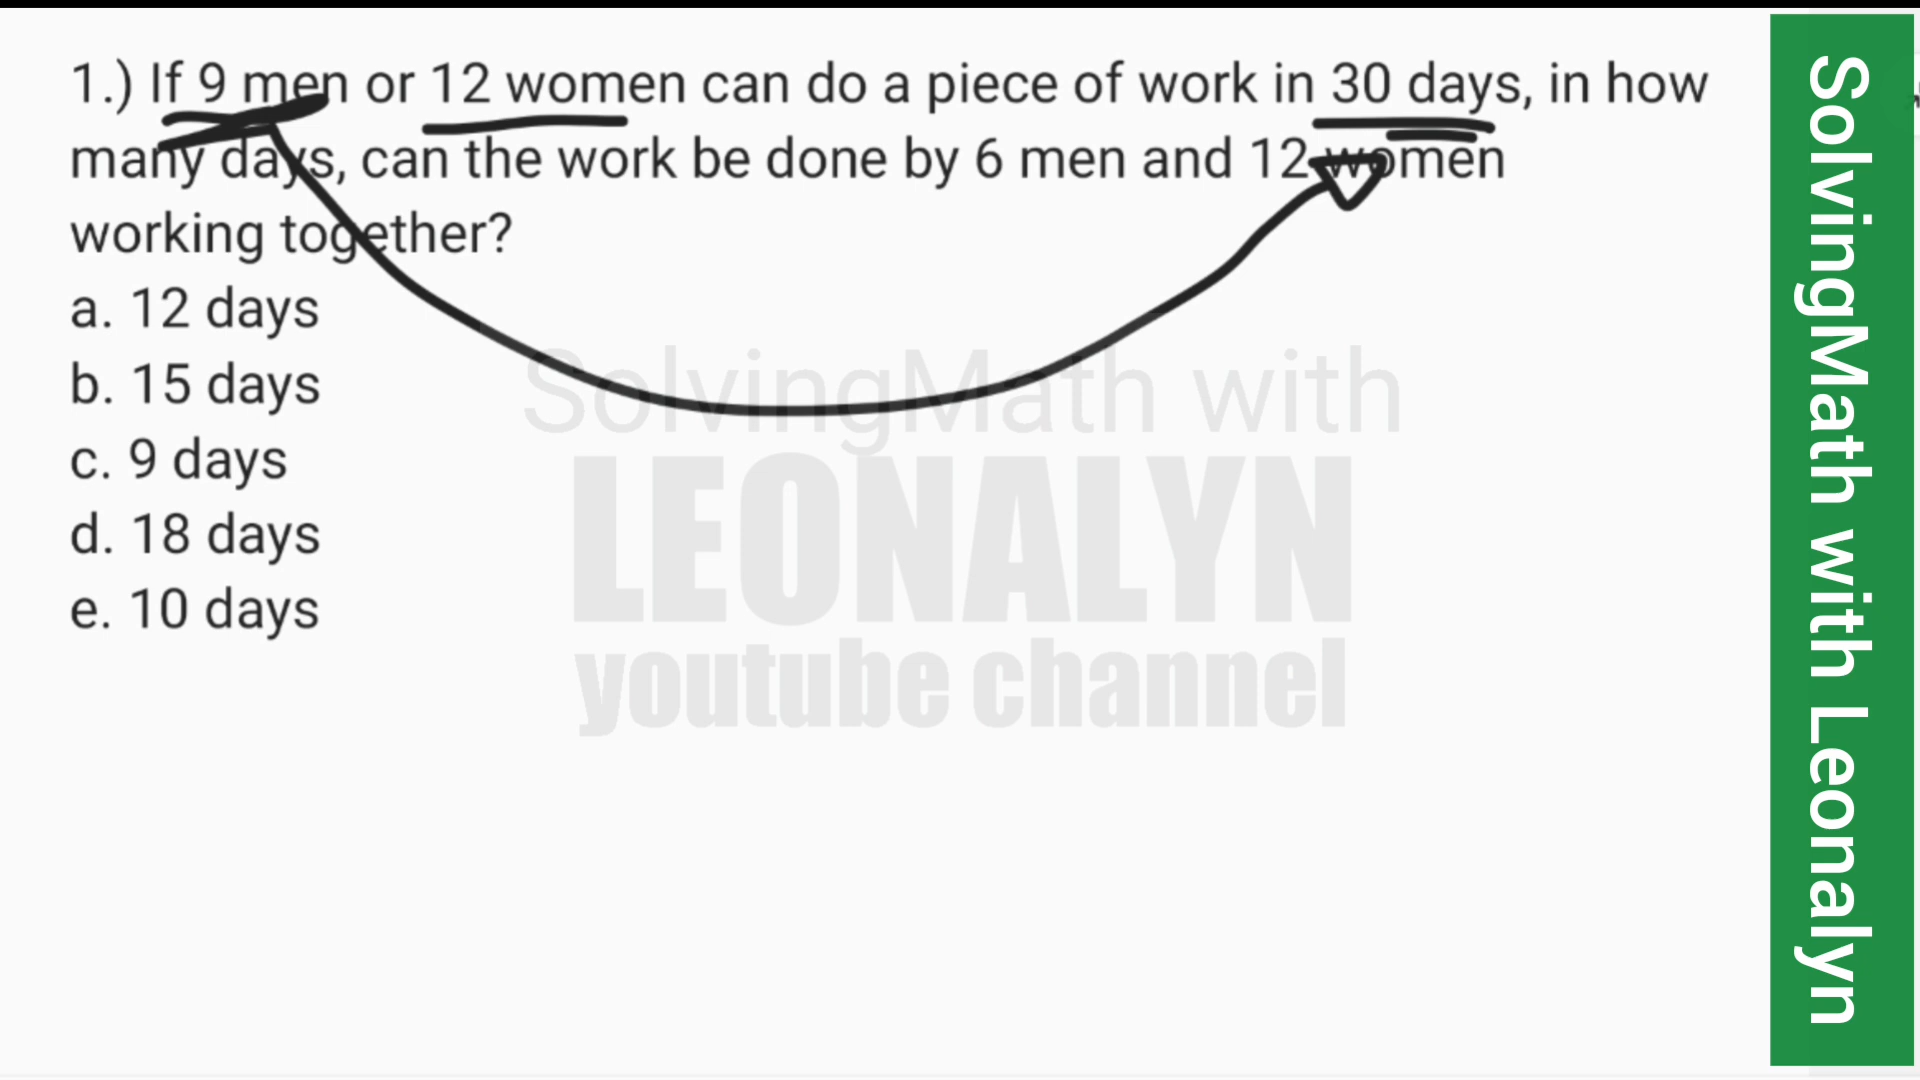 1.) If 9 men or 12 women can do a piece of work in 30 days, in how
many days, can the work be done by 6 men and 12 women
working together?
a. 12 days
b. 15 days
c. 9 days
d. 18 days
e. 10 days
SolvingMath with
LEONALYN
youtube channel
SolvingMath with Leonalyn